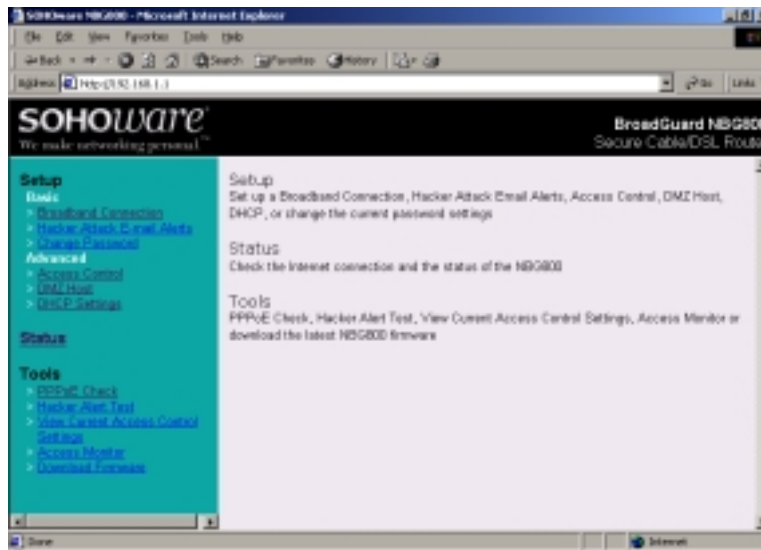 SOHOware NBG800 - Microsoft Internet Explorer
File Edit View Favorites Tools Help
Back Search Favorites History
Address http://192.168.1.1 Go Links
SOHOware
We make networking personal™
BroadGuard NBG80
Secure Cable/DSL Route
Setup
Basic
> Broadband Connection
> Hacker Attack E-mail Alerts
> Change Password
Advanced
> Access Control
> DMZ Host
> DHCP Settings
Status
Tools
> PPPoE Check
> Hacker Alert Test
> View Current Access Control
Settings
> Access Monitor
> Download Firmware
Setup
Set up a Broadband Connection, Hacker Attack Email Alerts, Access Control, DMZ Host,
DHCP, or change the current password settings
Status
Check the Internet connection and the status of the NBG800
Tools
PPPoE Check, Hacker Alert Test, View Current Access Control Settings, Access Monitor or
download the latest NBG800 firmware
Done
Internet